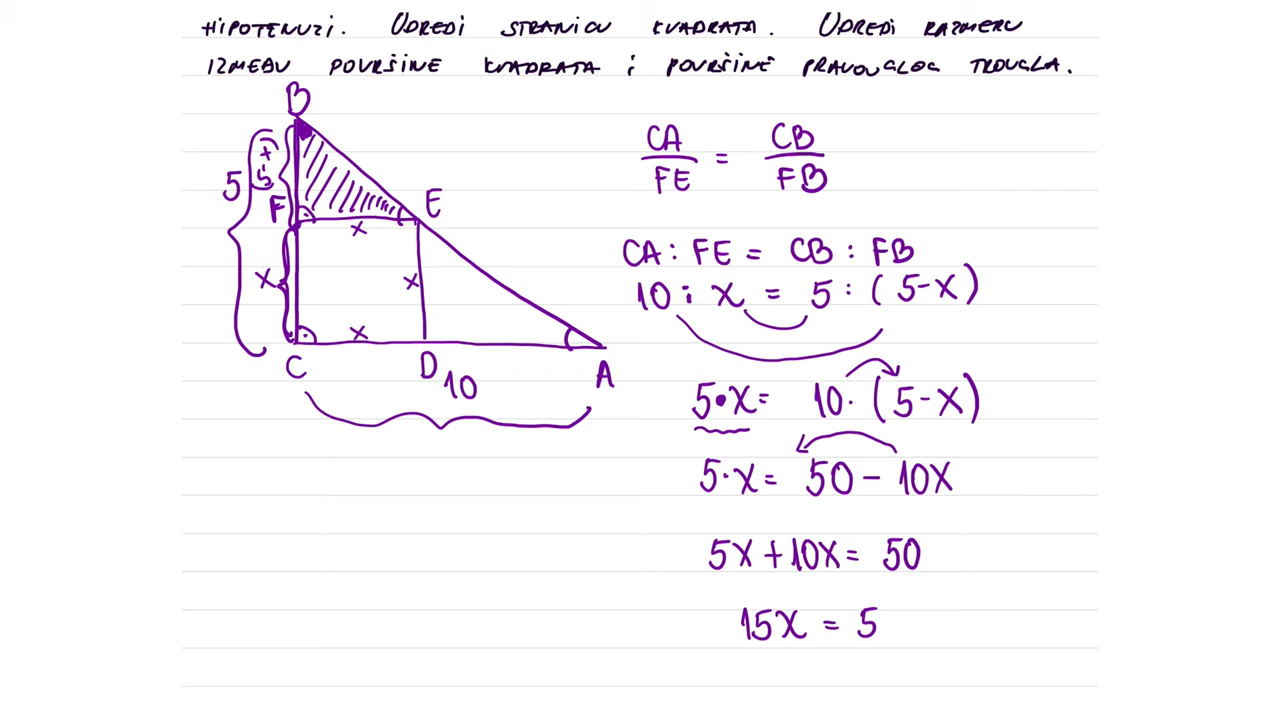 HIPOTENUZI. ODREDI STRANICU KVADRATA. ODREDI RAZMERU
IZMEĐU POVRŠINE KVADRATA i POVRŠINE PRAVOUGLOG TROUGLA.
B
5
5-x
F
E
x
x
x
x
C
D
10
A
CA/FE = CB/FB
CA : FE = CB : FB
10 : x = 5 : (5-x)
5·x = 10·(5-x)
5·x = 50 - 10x
5x + 10x = 50
15x = 5